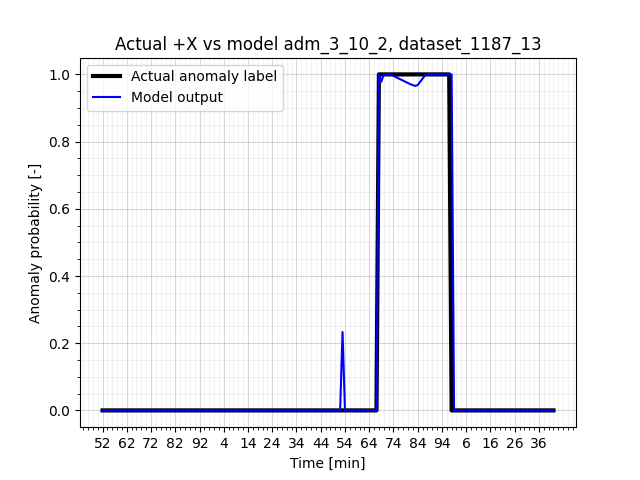 Actual +X vs model adm_3_10_2, dataset_1187_13
Actual anomaly label
Model output
Anomaly probability [-]
1.0
0.8
0.6
0.4
0.2
0.0
52 62 72 82 92 4 14 24 34 44 54 64 74 84 94 6 16 26 36
Time [min]